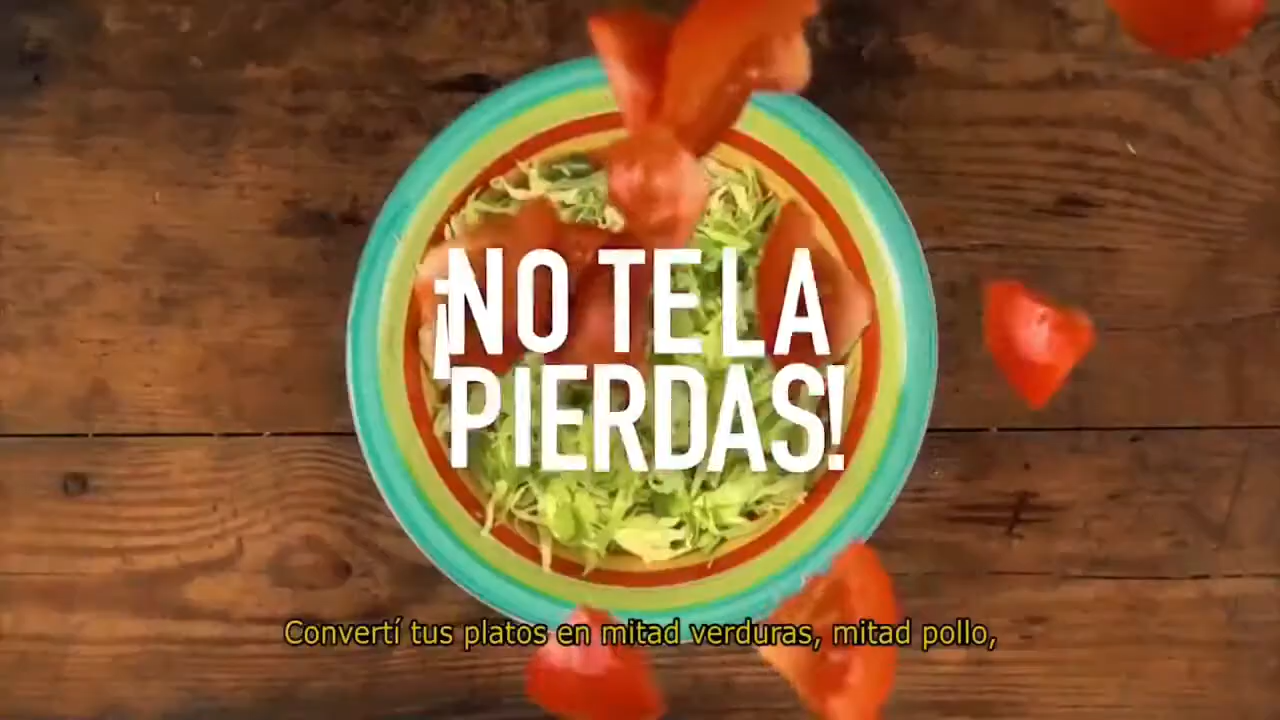 ¡NO TE LA
PIERDAS!
Convertí tus platos en mitad verduras, mitad pollo,